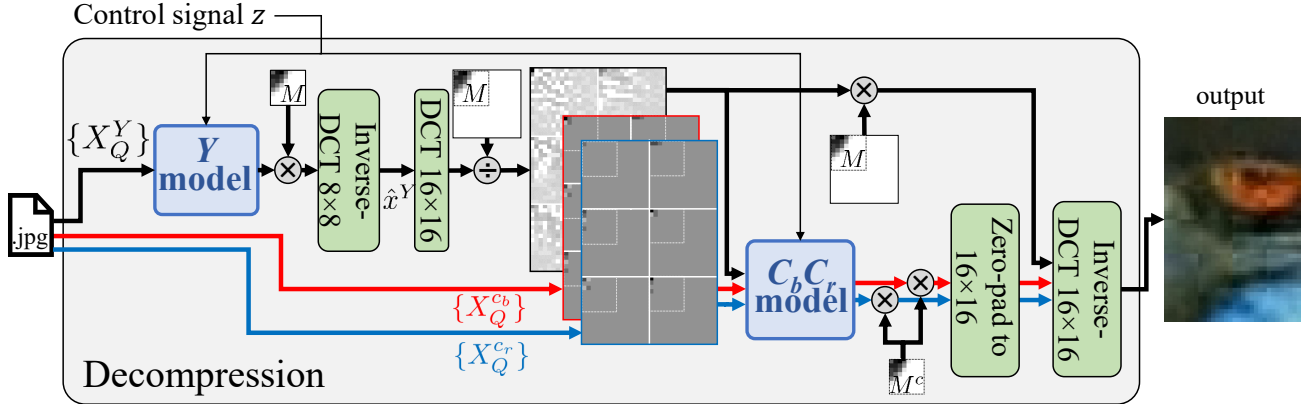 Control signal z
output
M
M
{X_Q^Y}
Y
model
Inverse-
DCT 8×8
x̂^Y
DCT 16×16
÷
M
.jpg
C_bC_r
model
Zero-pad to
16×16
Inverse-
DCT 16×16
{X_Q^{c_b}}
{X_Q^{c_r}}
M^c
Decompression